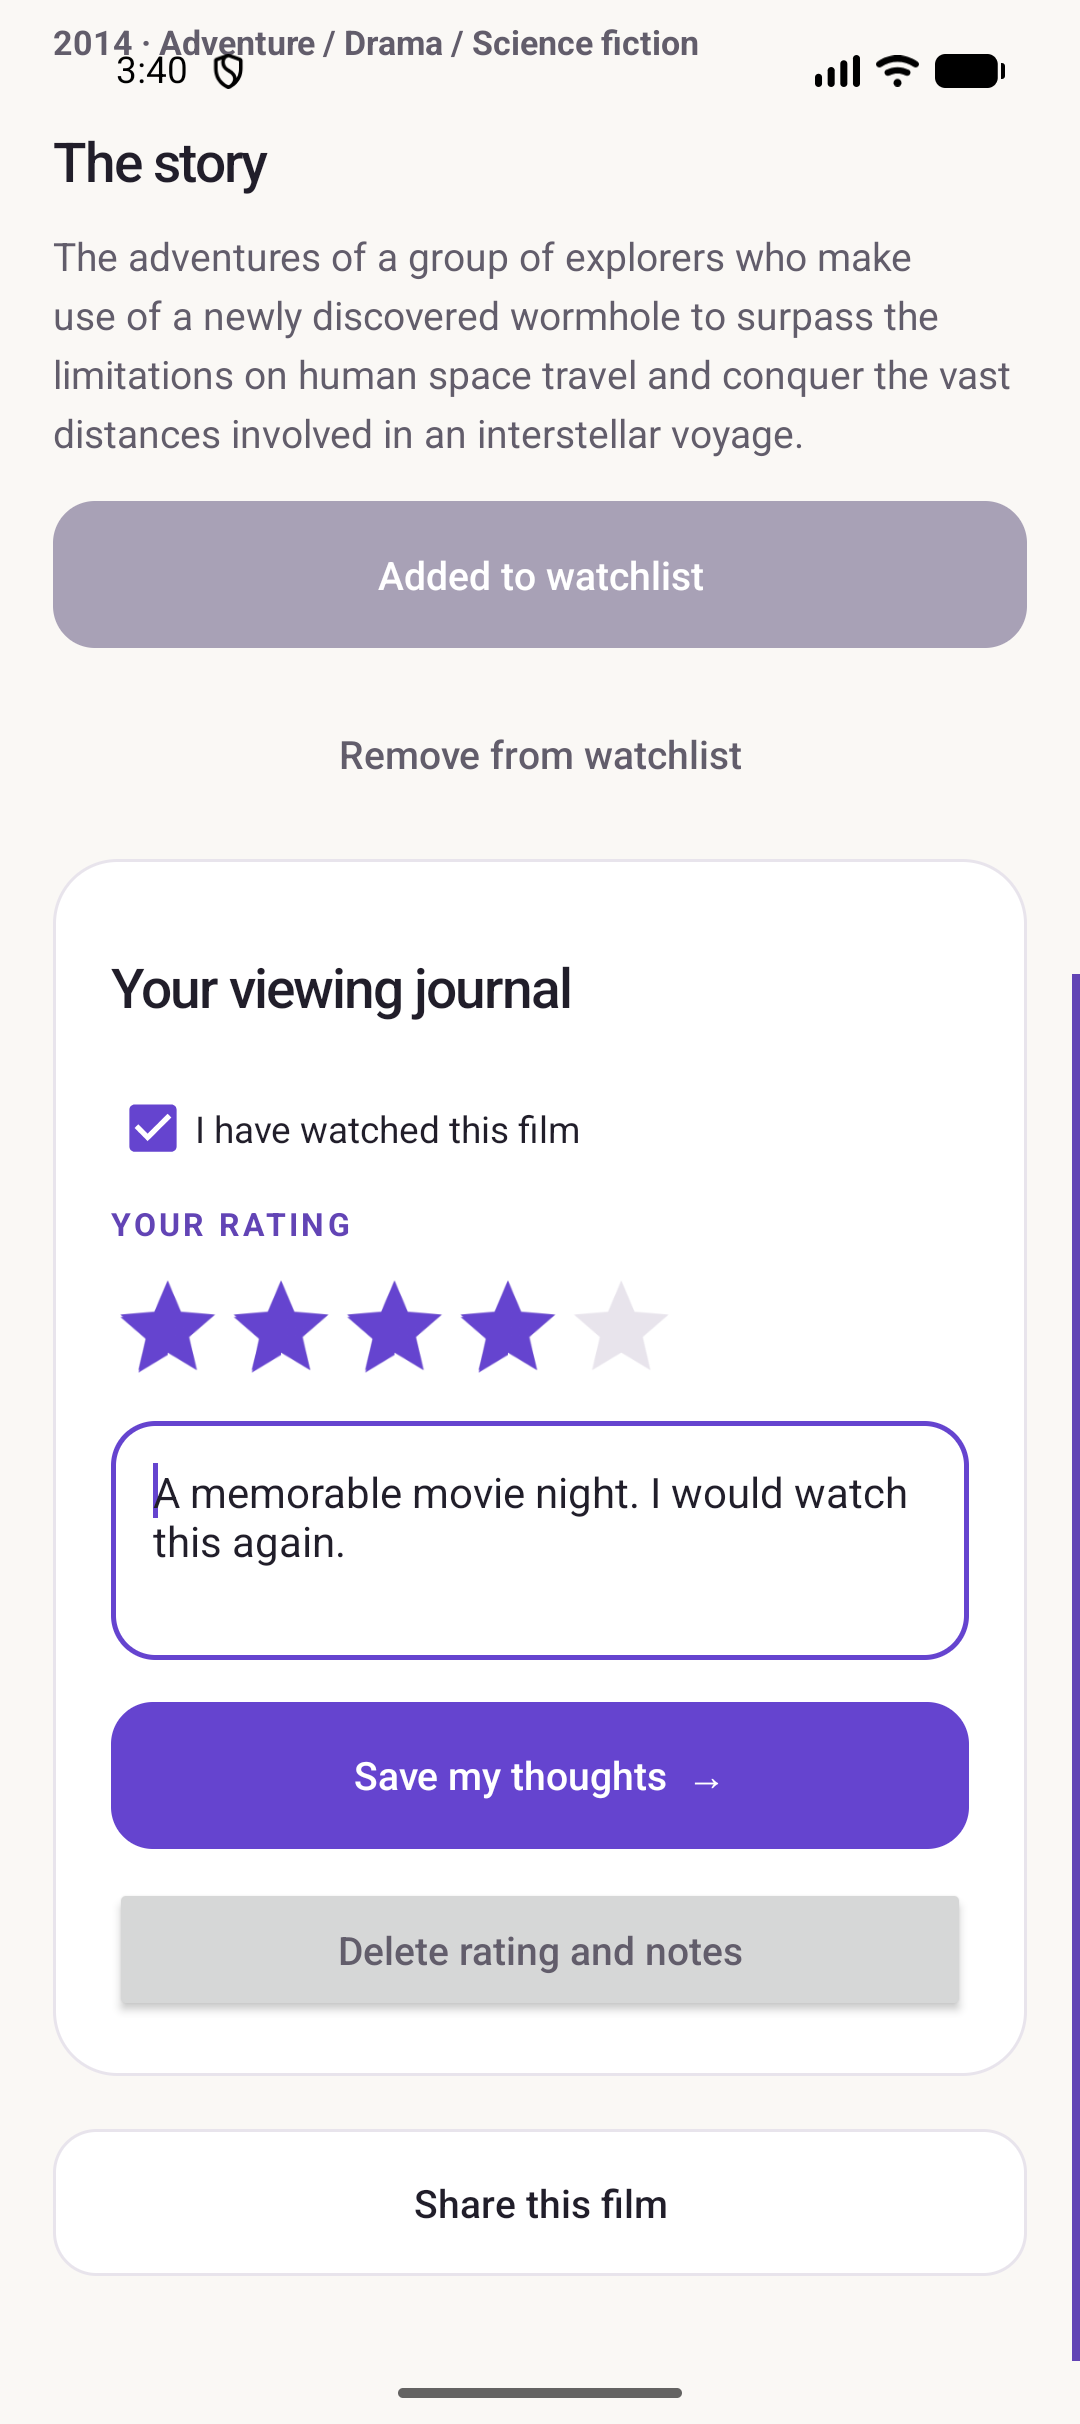 2014 · Adventure / Drama / Science fiction
3:40
The story
The adventures of a group of explorers who make
use of a newly discovered wormhole to surpass the
limitations on human space travel and conquer the vast
distances involved in an interstellar voyage.
Added to watchlist
Remove from watchlist
Your viewing journal
I have watched this film
YOUR RATING
A memorable movie night. I would watch
this again.
Save my thoughts →
Delete rating and notes
Share this film